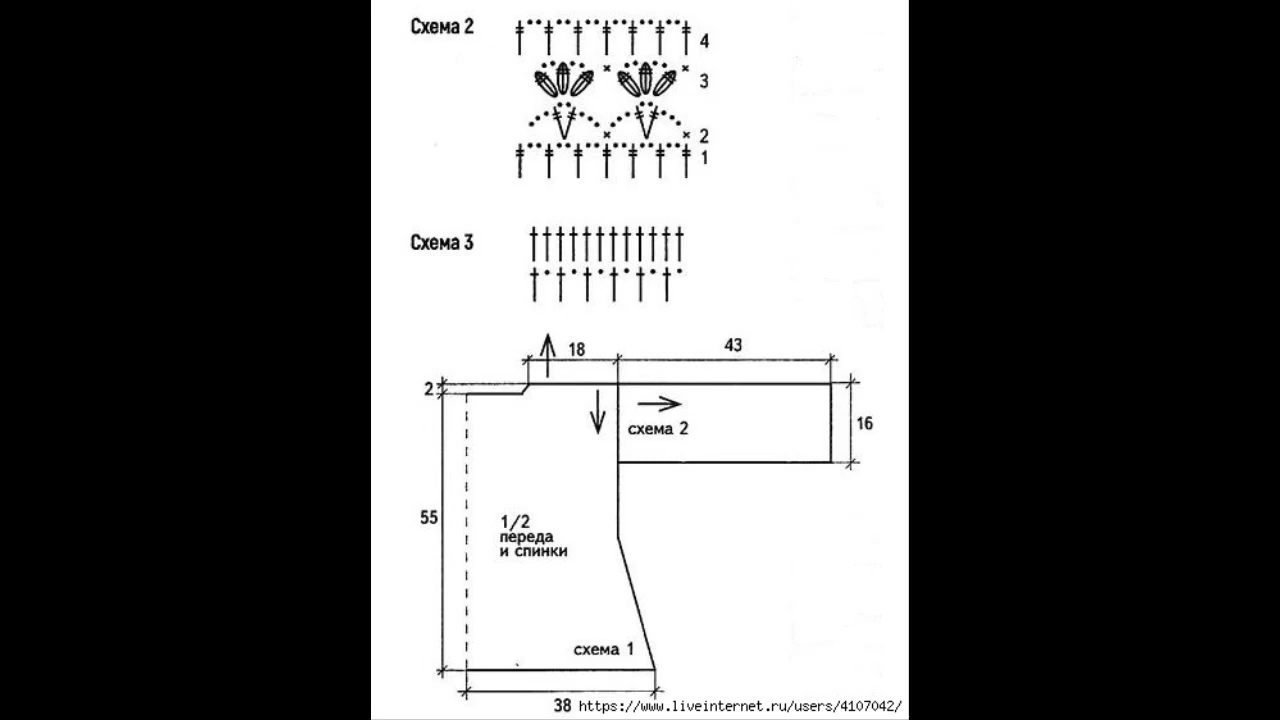 Схема 2
4
3
2
1
Схема 3
18
43
2
16
схема 2
55
1/2
переда
и спинки
схема 1
38
https://www.liveinternet.ru/users/4107042/